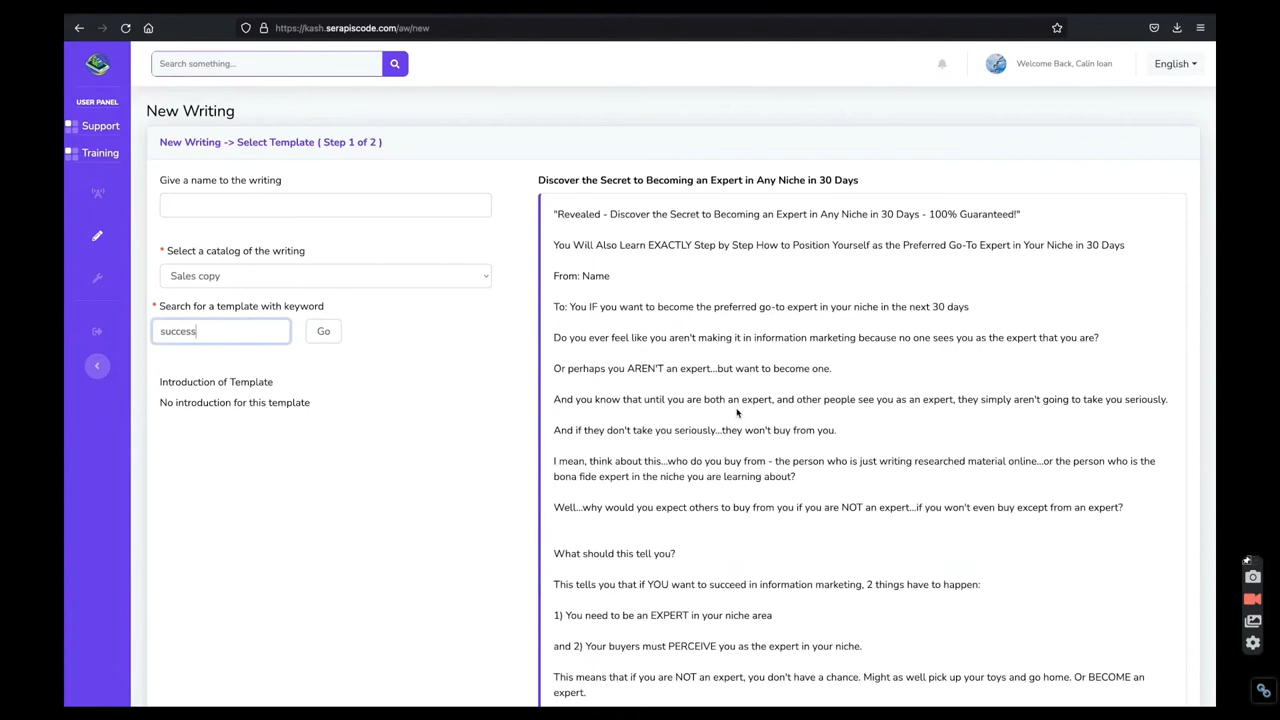 https://kash.serapiscode.com/aw/new
Search something...
Welcome Back, Calin Ioan
English
USER PANEL
Support
Training
New Writing
New Writing -> Select Template ( Step 1 of 2 )
Give a name to the writing
* Select a catalog of the writing
Sales copy
* Search for a template with keyword
success
Go
Introduction of Template
No introduction for this template
Discover the Secret to Becoming an Expert in Any Niche in 30 Days
"Revealed - Discover the Secret to Becoming an Expert in Any Niche in 30 Days - 100% Guaranteed!"
You Will Also Learn EXACTLY Step by Step How to Position Yourself as the Preferred Go-To Expert in Your Niche in 30 Days
From: Name
To: You IF you want to become the preferred go-to expert in your niche in the next 30 days
Do you ever feel like you aren't making it in information marketing because no one sees you as the expert that you are?
Or perhaps you AREN'T an expert...but want to become one.
And you know that until you are both an expert, and other people see you as an expert, they simply aren't going to take you seriously.
And if they don't take you seriously...they won't buy from you.
I mean, think about this...who do you buy from - the person who is just writing researched material online...or the person who is the
bona fide expert in the niche you are learning about?
Well...why would you expect others to buy from you if you are NOT an expert...if you won't even buy except from an expert?
What should this tell you?
This tells you that if YOU want to succeed in information marketing, 2 things have to happen:
1) You need to be an EXPERT in your niche area
and 2) Your buyers must PERCEIVE you as the expert in your niche.
This means that if you are NOT an expert, you don't have a chance. Might as well pick up your toys and go home. Or BECOME an
expert.